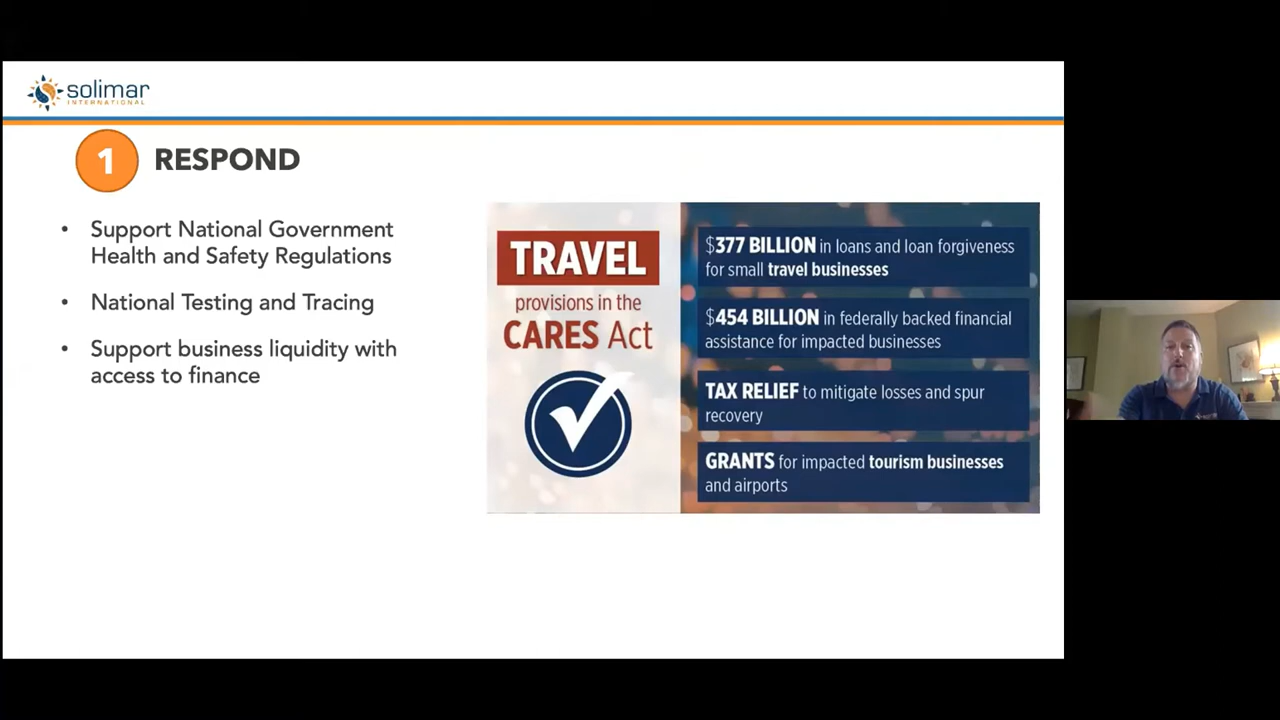 solimar
INTERNATIONAL
1 RESPOND
• Support National Government
Health and Safety Regulations
• National Testing and Tracing
• Support business liquidity with
access to finance
TRAVEL
provisions in the
CARES Act
$377 BILLION in loans and loan forgiveness
for small travel businesses
$454 BILLION in federally backed financial
assistance for impacted businesses
TAX RELIEF to mitigate losses and spur
recovery
GRANTS for impacted tourism businesses
and airports